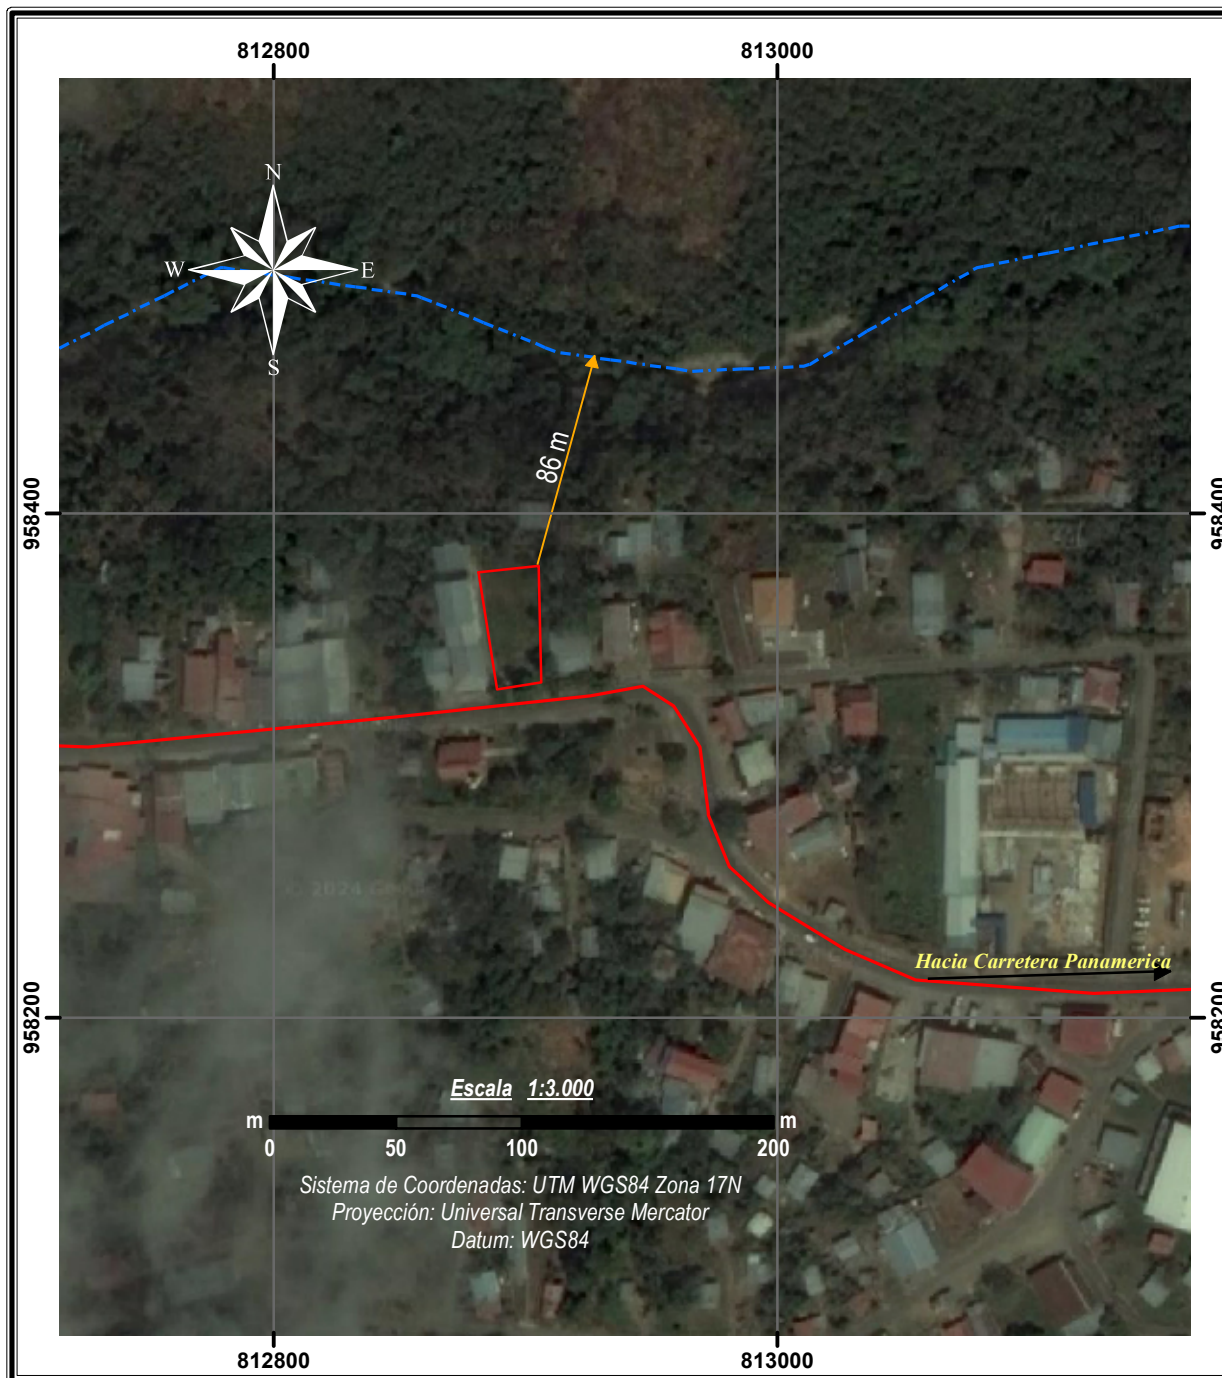 812800 813000
N
W E
S
958400 958400
86 m
© 2024
Hacia Carretera Panamerica
958200 958200
Escala 1:3.000
m m
0 50 100 200
Sistema de Coordenadas: UTM WGS84 Zona 17N
Proyección: Universal Transverse Mercator
Datum: WGS84
812800 813000